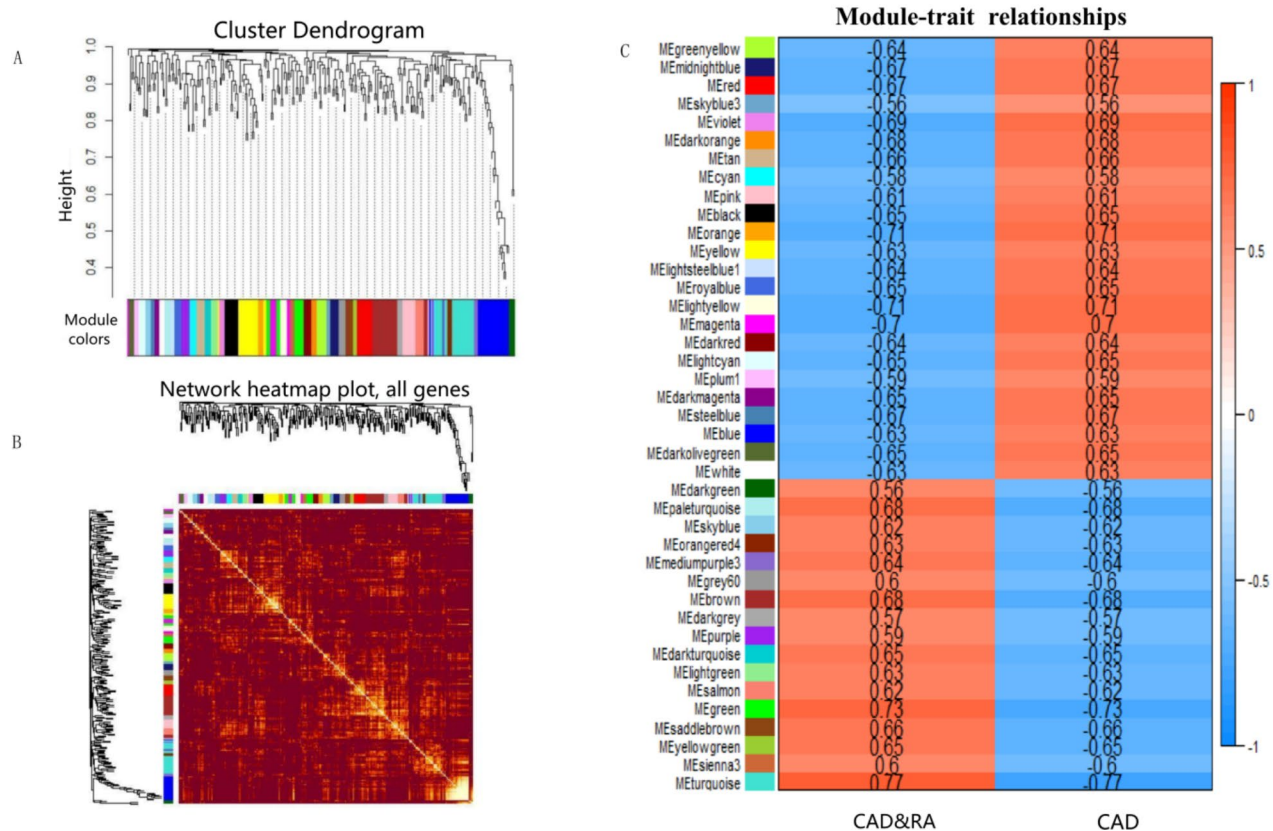 A
Cluster Dendrogram
Height
1.0
0.9
0.8
0.7
0.6
0.5
0.4
Module
colors
B
Network heatmap plot, all genes
C
Module-trait relationships
MEgreenyellow -0.64 0.64
MEmidnightblue -0.67 0.67
MEred -0.67 0.67
MEskyblue3 -0.56 0.56
MEviolet -0.69 0.69
MEdarkorange -0.68 0.68
MEtan -0.66 0.66
MEcyan -0.58 0.58
MEpink -0.61 0.61
MEblack -0.65 0.65
MEorange -0.71 0.71
MEyellow -0.63 0.63
MElightsteelblue1 -0.64 0.64
MEroyalblue -0.65 0.65
MElightyellow -0.71 0.71
MEmagenta -0.7 0.7
MEdarkred -0.64 0.64
MElightcyan -0.65 0.65
MEplum1 -0.59 0.59
MEdarkmagenta -0.65 0.65
MEsteelblue -0.67 0.67
MEblue -0.63 0.63
MEdarkolivegreen -0.65 0.65
MEwhite -0.63 0.63
MEdarkgreen 0.56 -0.56
MEpaleturquoise 0.68 -0.68
MEskyblue 0.62 -0.62
MEorangered4 0.63 -0.63
MEmediumpurple3 0.64 -0.64
MEgrey60 0.6 -0.6
MEbrown 0.68 -0.68
MEdarkgrey 0.57 -0.57
MEpurple 0.59 -0.59
MEdarkturquoise 0.65 -0.65
MElightgreen 0.63 -0.63
MEsalmon 0.62 -0.62
MEgreen 0.73 -0.73
MEsaddlebrown 0.66 -0.66
MEyellowgreen 0.65 -0.65
MEsienna3 0.6 -0.6
MEturquoise 0.77 -0.77
CAD&RA CAD
1
0.5
0
-0.5
-1